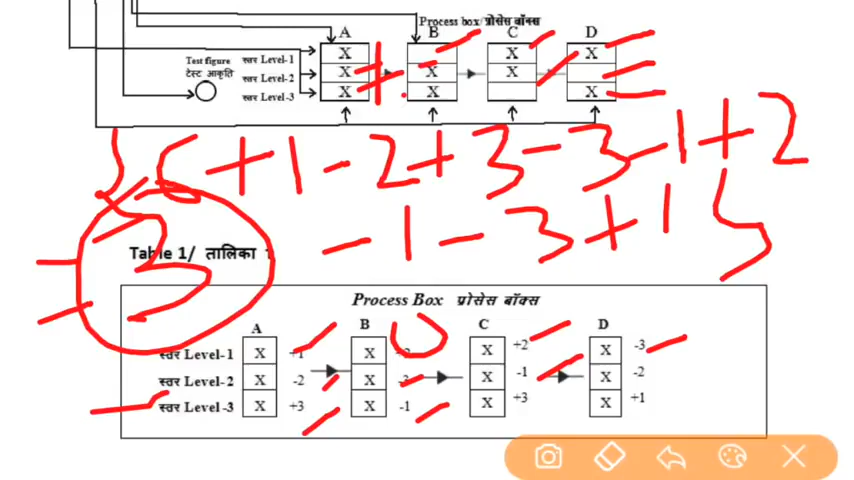 Process box/प्रोसेस बॉक्स
A B C D
Test figure
टेस्ट आकृति
स्तर Level-1 X X X X
स्तर Level-2 X X X
स्तर Level-3 X X X
5 6 + 1 - 2 + 3 - 3 - 1 + 2
- 1 - 3 + 1 5
3
Table 1/ तालिका
Process Box प्रोसेस बॉक्स
A B C D
स्तर Level-1 X +1 X X +2 X -3
स्तर Level-2 X -2 X X -1 X -2
स्तर Level-3 X +3 X -1 X +3 X +1